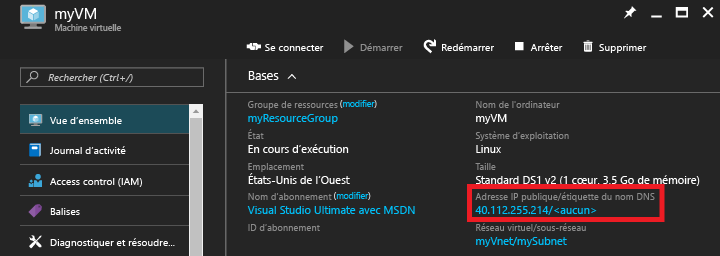 myVM
Machine virtuelle
Se connecter
Démarrer
Redémarrer
Arrêter
Supprimer
Rechercher (Ctrl+/)
Vue d'ensemble
Journal d'activité
Access control (IAM)
Balises
Diagnostiquer et résoudre...
Bases
Groupe de ressources (modifier)
myResourceGroup
État
En cours d'exécution
Emplacement
États-Unis de l'Ouest
Nom d'abonnement (modifier)
Visual Studio Ultimate avec MSDN
ID d'abonnement
Nom de l'ordinateur
myVM
Système d'exploitation
Linux
Taille
Standard DS1 v2 (1 cœur, 3.5 Go de mémoire)
Adresse IP publique/étiquette du nom DNS
40.112.255.214/<aucun>
Réseau virtuel/sous-réseau
myVnet/mySubnet